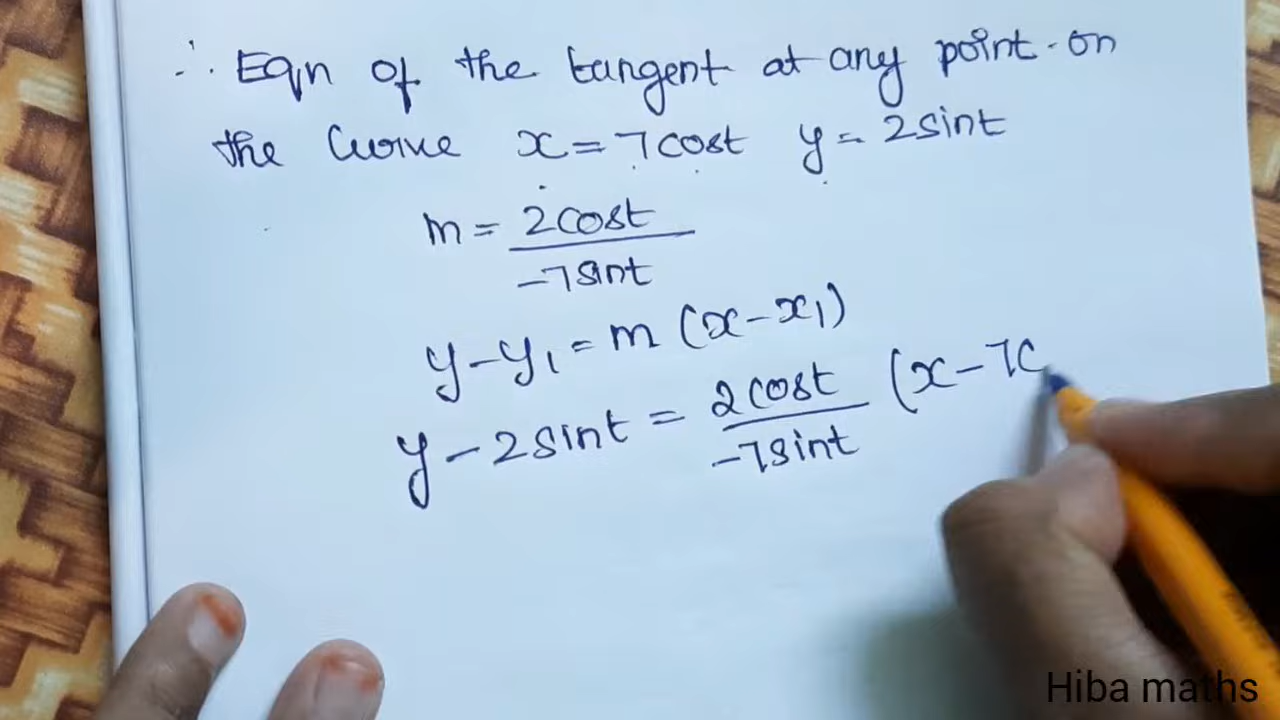 ∴ Eqn of the tangent at any point on
the Curve x = 7cost y = 2sint
m = 2cost / -7sint
y - y₁ = m (x - x₁)
y - 2sint = 2cost / -7sint (x - 7c
Hiba maths